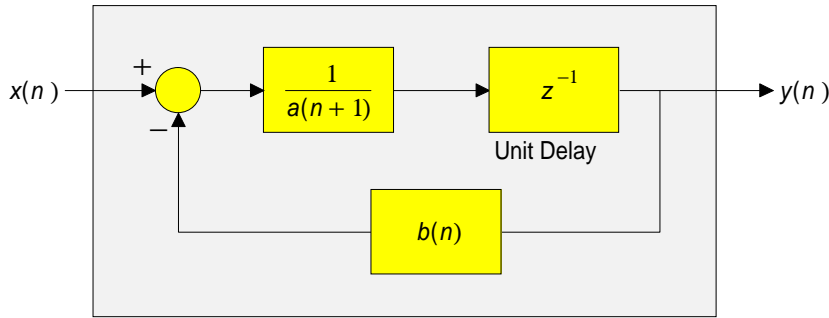 x(n)
+
−
1
a(n + 1)
z⁻¹
Unit Delay
y(n)
b(n)